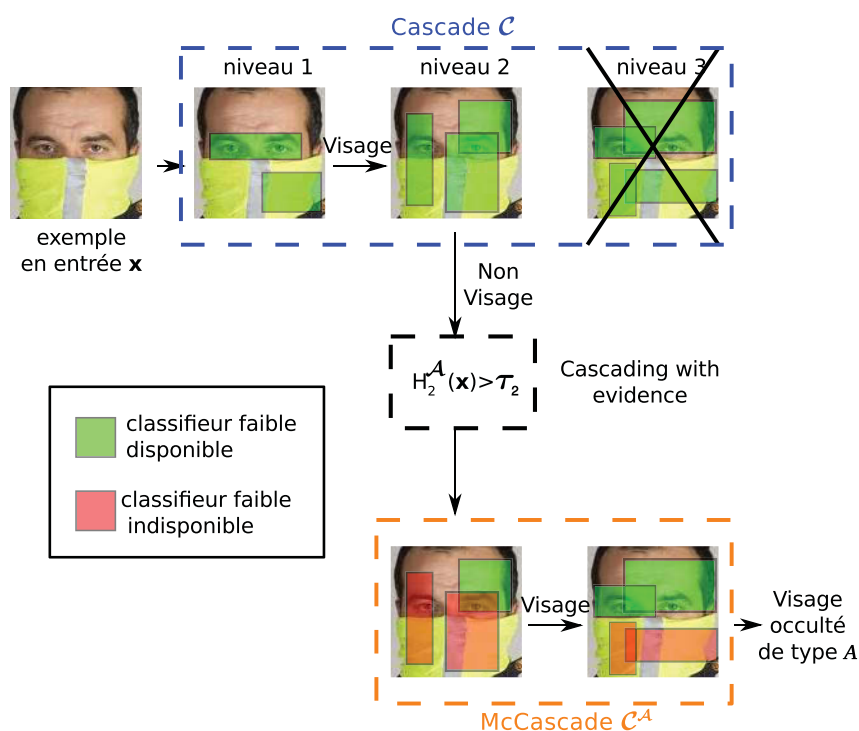 Cascade 𝓒
niveau 1
niveau 2
niveau 3
Visage
exemple
en entrée x
Non
Visage
H₂^𝓐(x)>τ₂
Cascading with
evidence
classifieur faible
disponible
classifieur faible
indisponible
Visage
Visage
occulté
de type A
McCascade 𝓒^𝓐